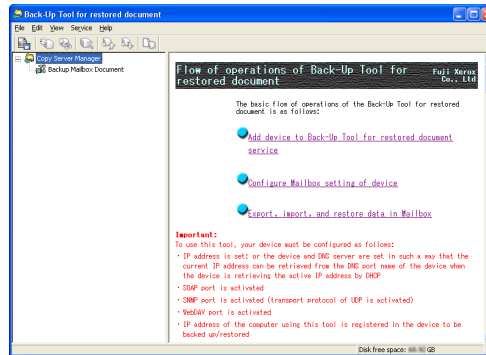 Back-Up Tool for restored document
File Edit View Service Help
Copy Server Manager
Backup Mailbox Document
Flow of operations of Back-Up Tool for
restored document
Fuji Xerox
Co., Ltd
The basic flow of operations of the Back-Up Tool for restored
document is as follows:
Add device to Back-Up Tool for restored document
service
Configure Mailbox setting of device
Export, import, and restore data in Mailbox
Important:
To use this tool, your device must be configured as follows:
・IP address is set; or the device and DNS server are set in such a way that the
current IP address can be retrieved from the DNS port name of the device when
the device is retrieving the active IP address by DHCP
・SOAP port is activated
・SNMP port is activated (transport protocol of UDP is activated)
・WebDAV port is activated
・IP address of the computer using this tool is registered in the device to be
backed up/restored
Disk free space: GB